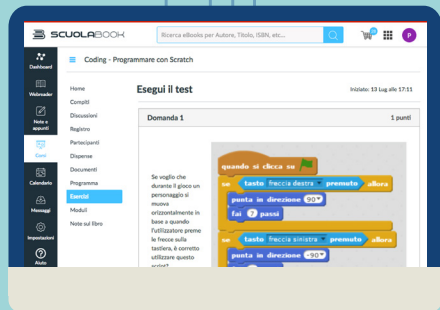 SCUOLABOOK
Ricerca eBooks per Autore, Titolo, ISBN, etc...
P
Dashboard
Webreader
Note e
appunti
Corsi
Calendario
Messaggi
Impostazioni
Aiuto
Coding - Programmare con Scratch
Home
Compiti
Discussioni
Registro
Partecipanti
Dispense
Documenti
Programma
Esercizi
Moduli
Note sul libro
Esegui il test
Iniziato: 13 Lug alle 17:11
Domanda 1
1 punti
Se voglio che
durante il gioco un
personaggio si
muova
orizzontalmente in
base a quando
l'utilizzatore preme
le frecce sulla
tastiera, è corretto
utilizzare questo
script?
quando si clicca su
se tasto freccia destra premuto allora
punta in direzione 90
fai 7 passi
se tasto freccia sinistra premuto allora
punta in direzione -90